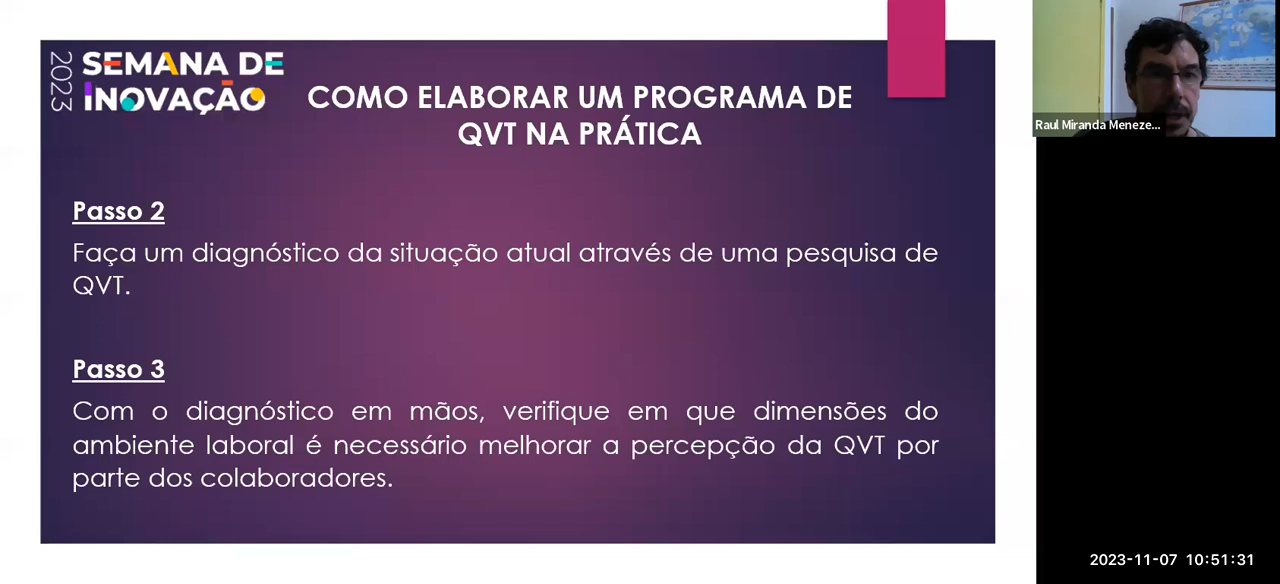 2023
SEMANA DE
INOVAÇÃO
COMO ELABORAR UM PROGRAMA DE
QVT NA PRÁTICA
Passo 2
Faça um diagnóstico da situação atual através de uma pesquisa de
QVT.
Passo 3
Com o diagnóstico em mãos, verifique em que dimensões do
ambiente laboral é necessário melhorar a percepção da QVT por
parte dos colaboradores.
Raul Miranda Meneze...
2023-11-07 10:51:31